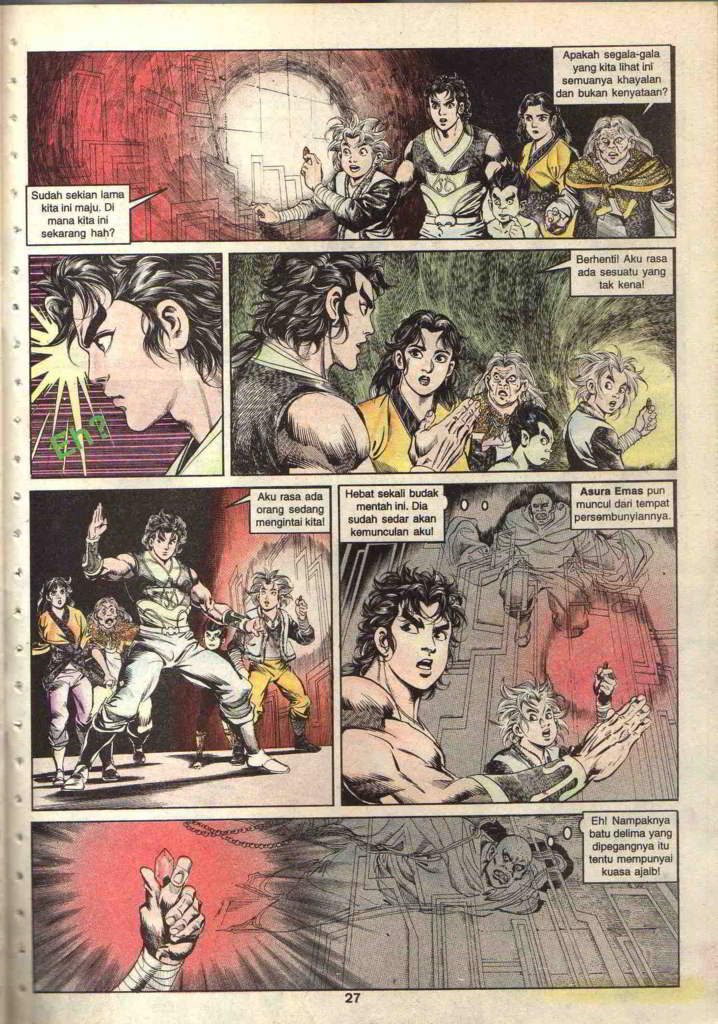 Sudah sekian lama
kita ini maju. Di
mana kita ini
sekarang hah?
Apakah segala-gala
yang kita lihat ini
semuanya khayalan
dan bukan kenyataan?
Eh?
Berhenti! Aku rasa
ada sesuatu yang
tak kena!
Aku rasa ada
orang sedang
mengintai kita!
Hebat sekali budak
mentah ini. Dia
sudah sedar akan
kemunculan aku!
Asura Emas pun
muncul dari tempat
persembunyiannya.
Eh! Nampaknya
batu delima yang
dipegangnya itu
tentu mempunyai
kuasa ajaib!
27